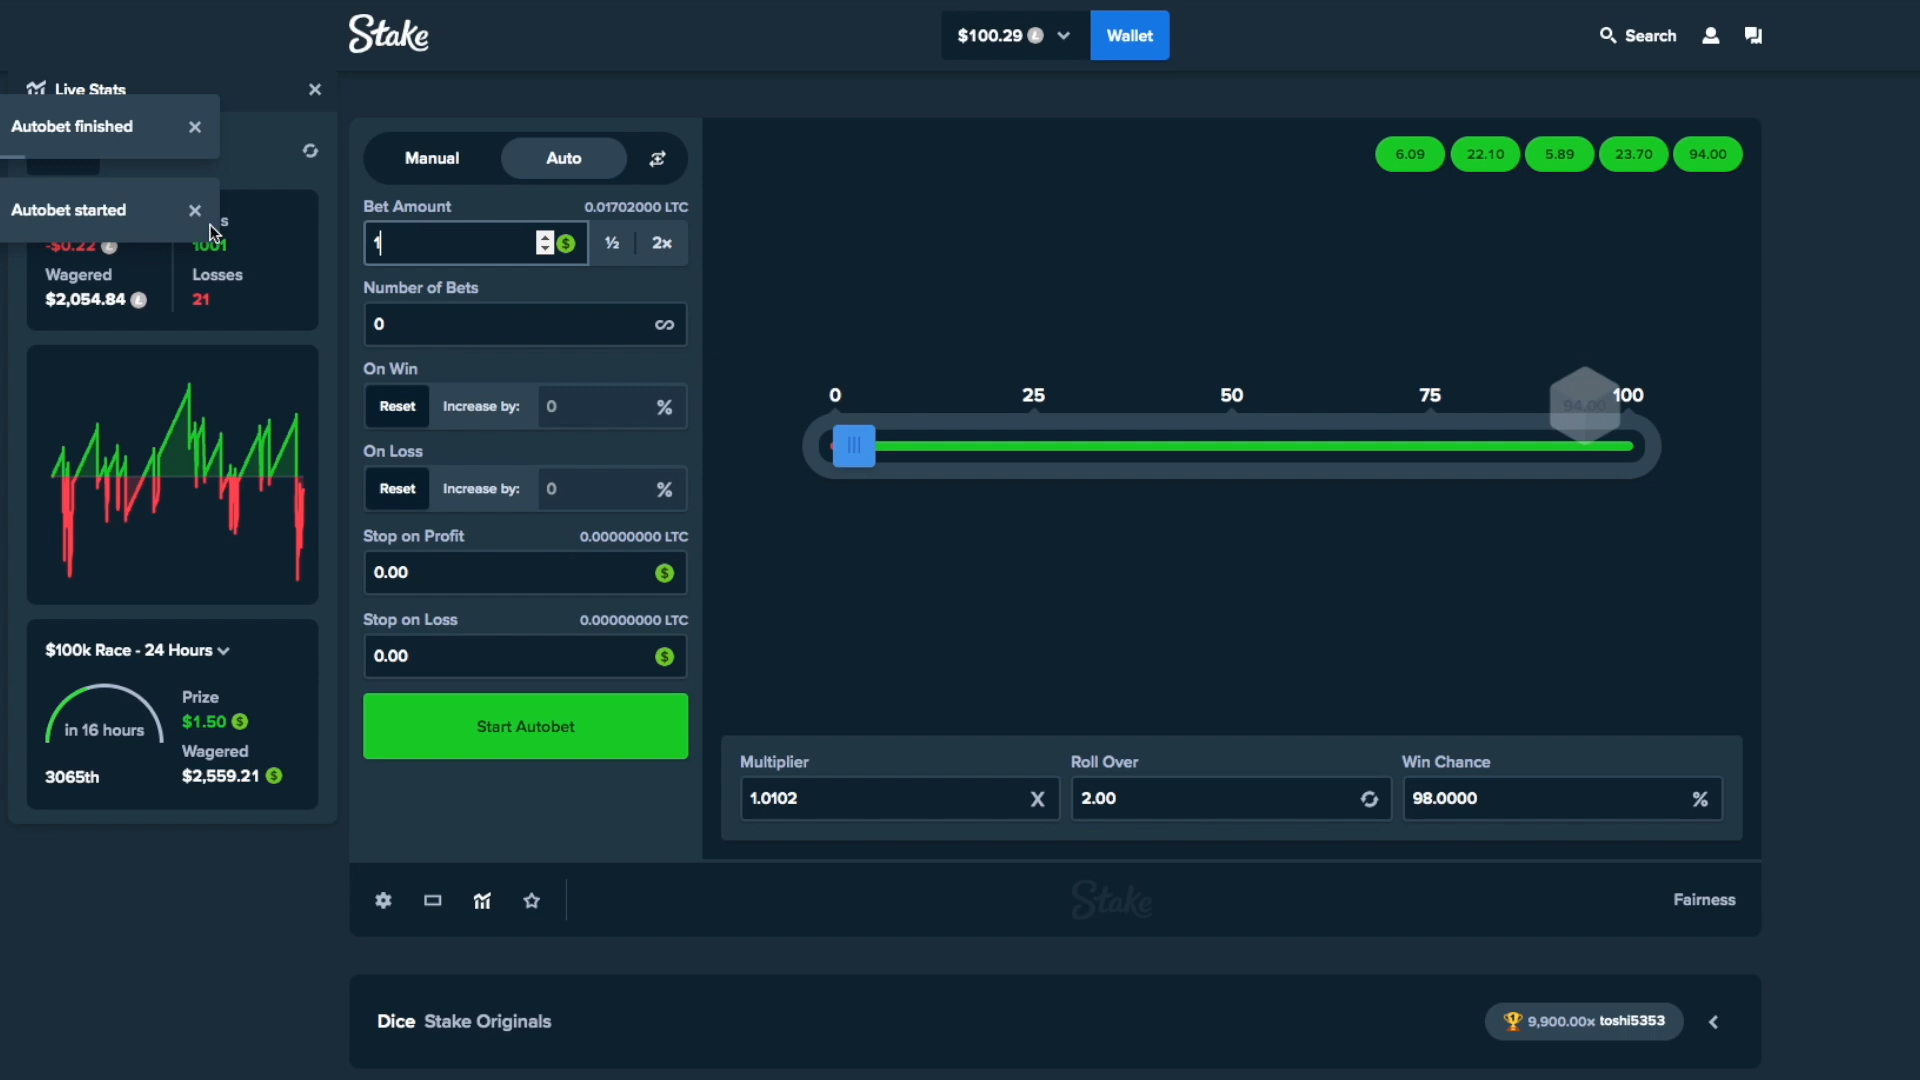 Stake
$100.29
Wallet
Search
Live Stats
Autobet finished
Autobet started
-$0.22
1001
Wagered
$2,054.84
Losses
21
$100k Race - 24 Hours
in 16 hours
Prize
$1.50
Wagered
3065th
$2,559.21
Manual
Auto
Bet Amount
0.01702000 LTC
1
½
2×
Number of Bets
0
∞
On Win
Reset
Increase by:
0
%
On Loss
Reset
Increase by:
0
%
Stop on Profit
0.00000000 LTC
0.00
Stop on Loss
0.00000000 LTC
0.00
Start Autobet
6.09
22.10
5.89
23.70
94.00
0
25
50
75
100
94.00
Multiplier
1.0102
Roll Over
2.00
Win Chance
98.0000
%
Stake
Fairness
Dice Stake Originals
9,900.00× toshi5353